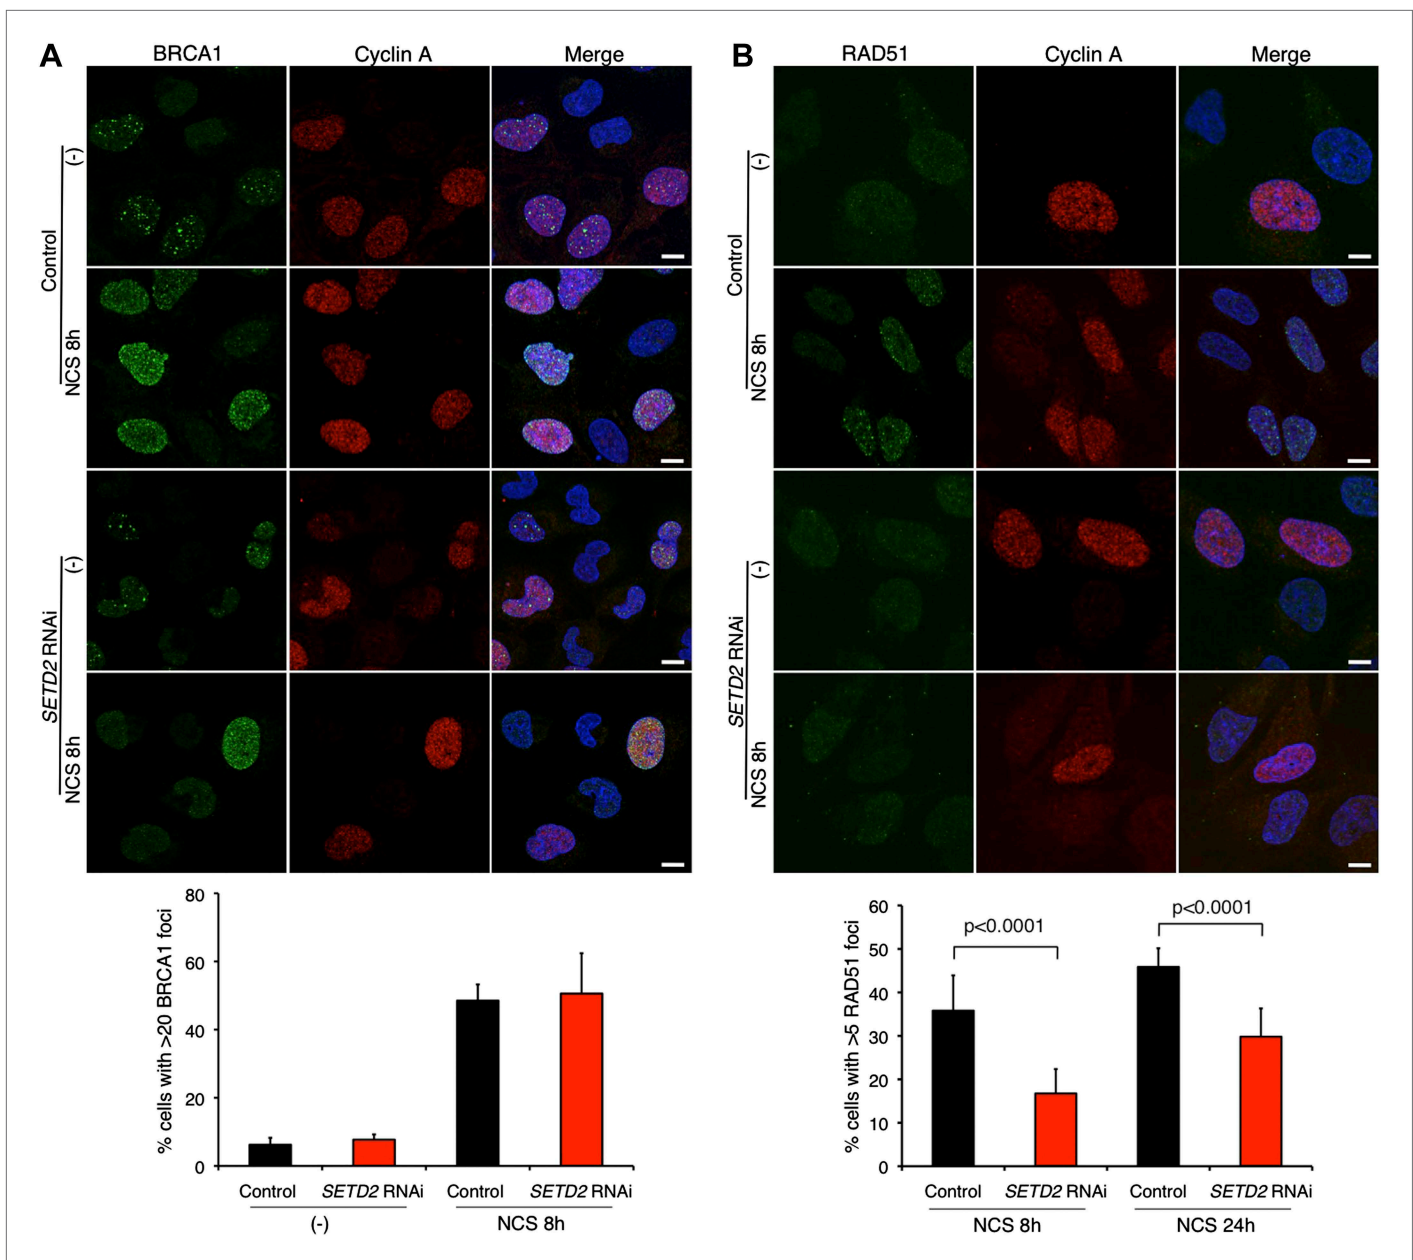 A
BRCA1 Cyclin A Merge
Control
(-)
NCS 8h
SETD2 RNAi
(-)
NCS 8h
% cells with >20 BRCA1 foci
80
60
40
20
0
Control SETD2 RNAi Control SETD2 RNAi
(-) NCS 8h
B
RAD51 Cyclin A Merge
Control
(-)
NCS 8h
SETD2 RNAi
(-)
NCS 8h
% cells with >5 RAD51 foci
60
50
40
30
20
10
0
p<0.0001
p<0.0001
Control SETD2 RNAi Control SETD2 RNAi
NCS 8h NCS 24h